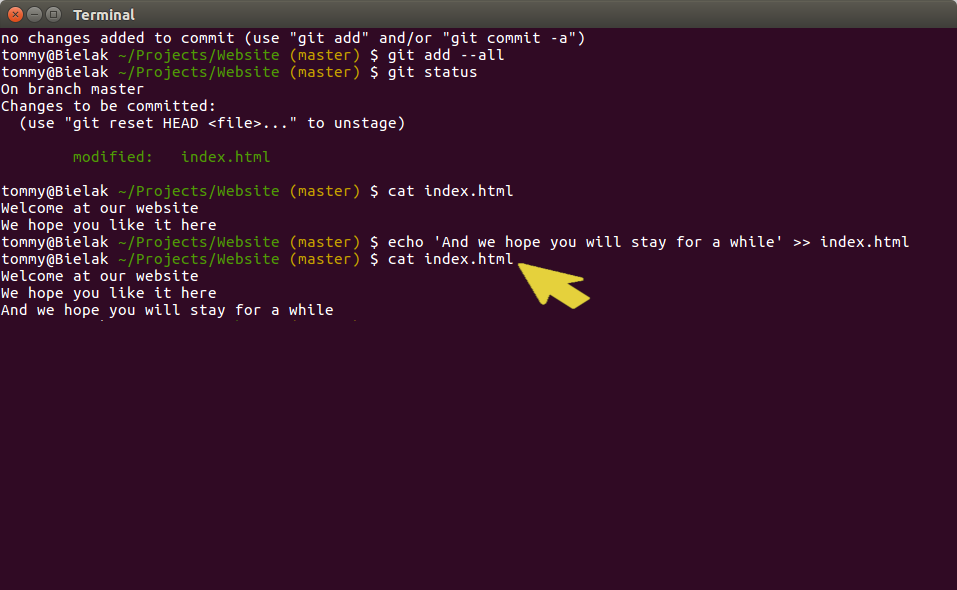 Terminal
no changes added to commit (use "git add" and/or "git commit -a")
tommy@Bielak ~/Projects/Website (master) $ git add --all
tommy@Bielak ~/Projects/Website (master) $ git status
On branch master
Changes to be committed:
  (use "git reset HEAD <file>..." to unstage)
        modified:   index.html
tommy@Bielak ~/Projects/Website (master) $ cat index.html
Welcome at our website
We hope you like it here
tommy@Bielak ~/Projects/Website (master) $ echo 'And we hope you will stay for a while' >> index.html
tommy@Bielak ~/Projects/Website (master) $ cat index.html
Welcome at our website
We hope you like it here
And we hope you will stay for a while